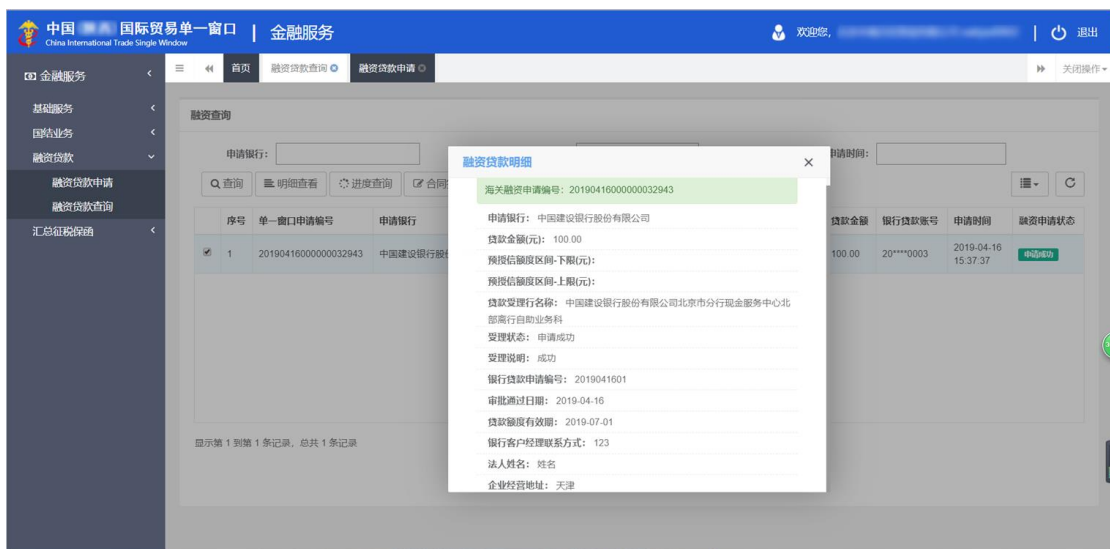 中国
国际贸易单一窗口
China International Trade Single Window
金融服务
欢迎您,
退出
金融服务
基础服务
国结业务
融资贷款
融资贷款申请
融资贷款查询
汇总征税保函
首页
融资贷款查询
融资贷款申请
关闭操作
融资查询
申请银行:
申请时间:
查询
明细查看
进度查询
合同
序号
单一窗口申请编号
申请银行
贷款金额
银行贷款账号
申请时间
融资申请状态
1
20190416000000032943
中国建设银行股
100.00
20****0003
2019-04-16
15:37:37
申请成功
显示第 1 到第 1 条记录, 总共 1 条记录
融资贷款明细
×
海关融资申请编号: 20190416000000032943
申请银行: 中国建设银行股份有限公司
贷款金额(元): 100.00
预授信额度区间-下限(元):
预授信额度区间-上限(元):
贷款受理行名称: 中国建设银行股份有限公司北京市分行现金服务中心北
部离行自助业务科
受理状态: 申请成功
受理说明: 成功
银行贷款申请编号: 2019041601
审批通过日期: 2019-04-16
贷款额度有效期: 2019-07-01
银行客户经理联系方式: 123
法人姓名: 姓名
企业经营地址: 天津